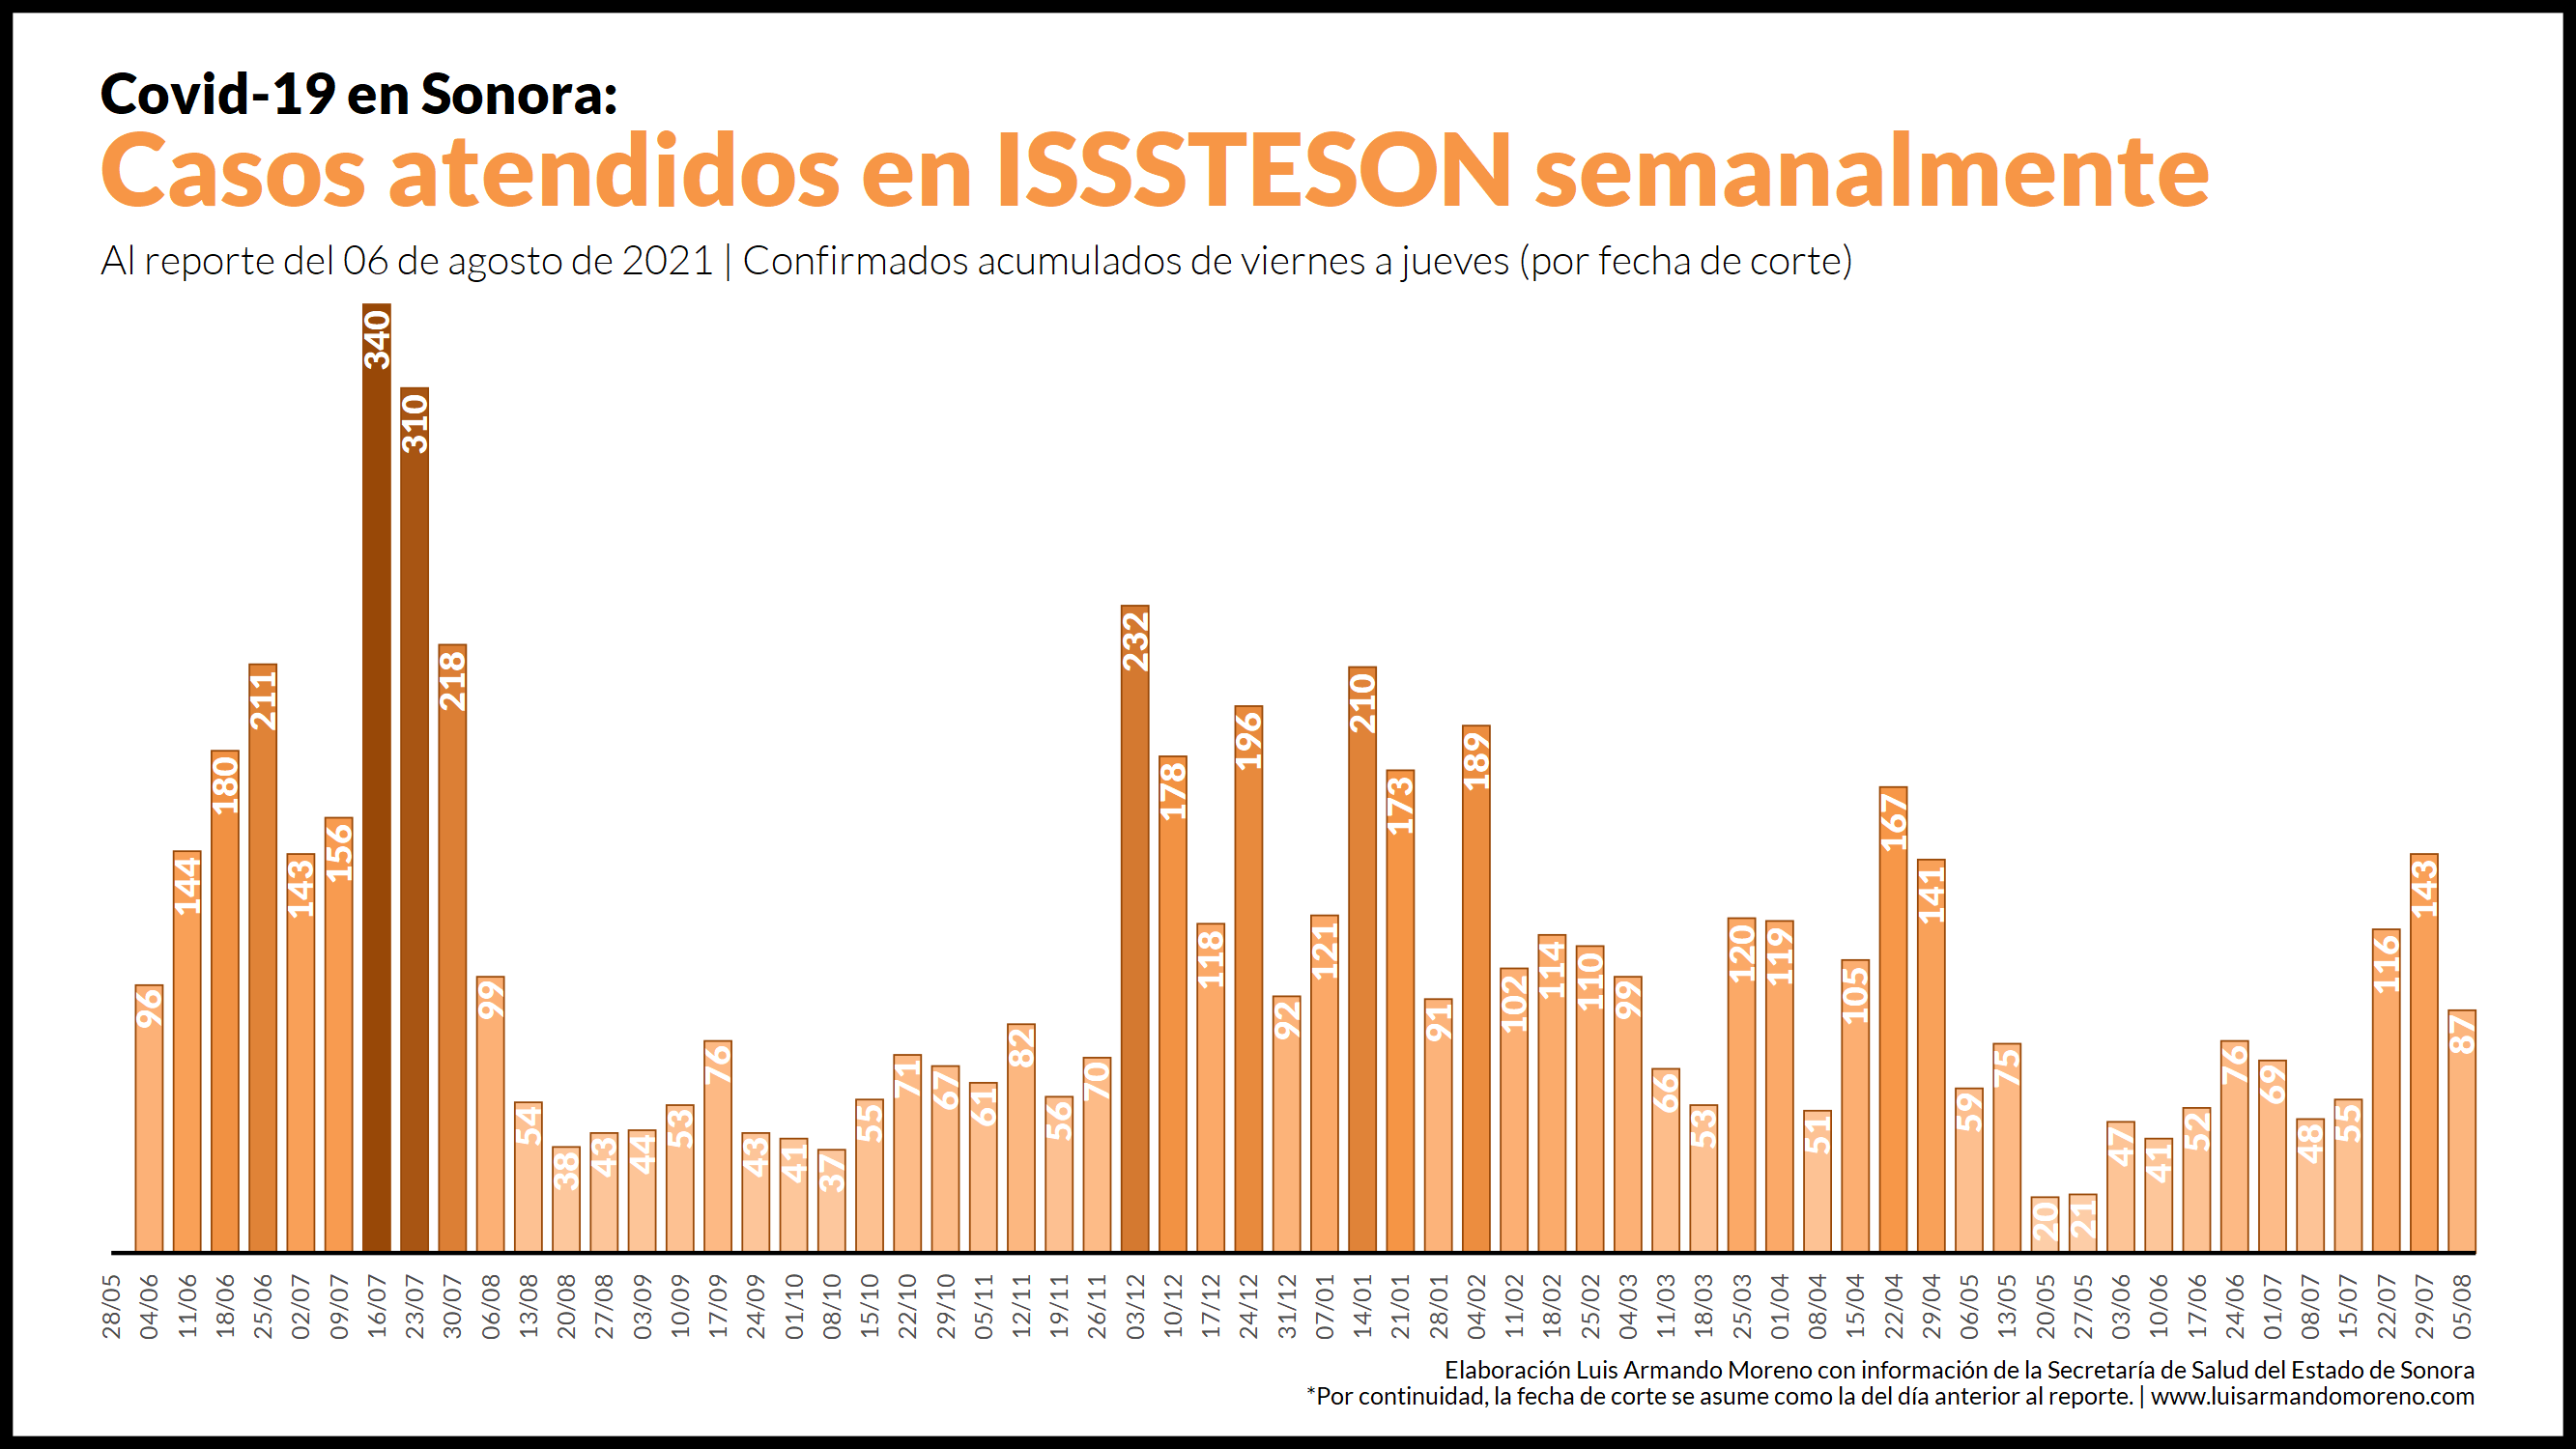 Covid-19 en Sonora:
Casos atendidos en ISSSTESON semanalmente
Al reporte del 06 de agosto de 2021 | Confirmados acumulados de viernes a jueves (por fecha de corte)
96 144 180 211 143 156 340 310 218 99 54 38 43 44 53 76 43 41 37 55 71 67 61 82 56 70 232 178 118 196 92 121 210 173 91 189 102 114 110 99 66 53 120 119 51 105 167 141 59 75 20 21 47 41 52 76 69 48 55 116 143 87
28/05 04/06 11/06 18/06 25/06 02/07 09/07 16/07 23/07 30/07 06/08 13/08 20/08 27/08 03/09 10/09 17/09 24/09 01/10 08/10 15/10 22/10 29/10 05/11 12/11 19/11 26/11 03/12 10/12 17/12 24/12 31/12 07/01 14/01 21/01 28/01 04/02 11/02 18/02 25/02 04/03 11/03 18/03 25/03 01/04 08/04 15/04 22/04 29/04 06/05 13/05 20/05 27/05 03/06 10/06 17/06 24/06 01/07 08/07 15/07 22/07 29/07 05/08
Elaboración Luis Armando Moreno con información de la Secretaría de Salud del Estado de Sonora
*Por continuidad, la fecha de corte se asume como la del día anterior al reporte. | www.luisarmandomoreno.com